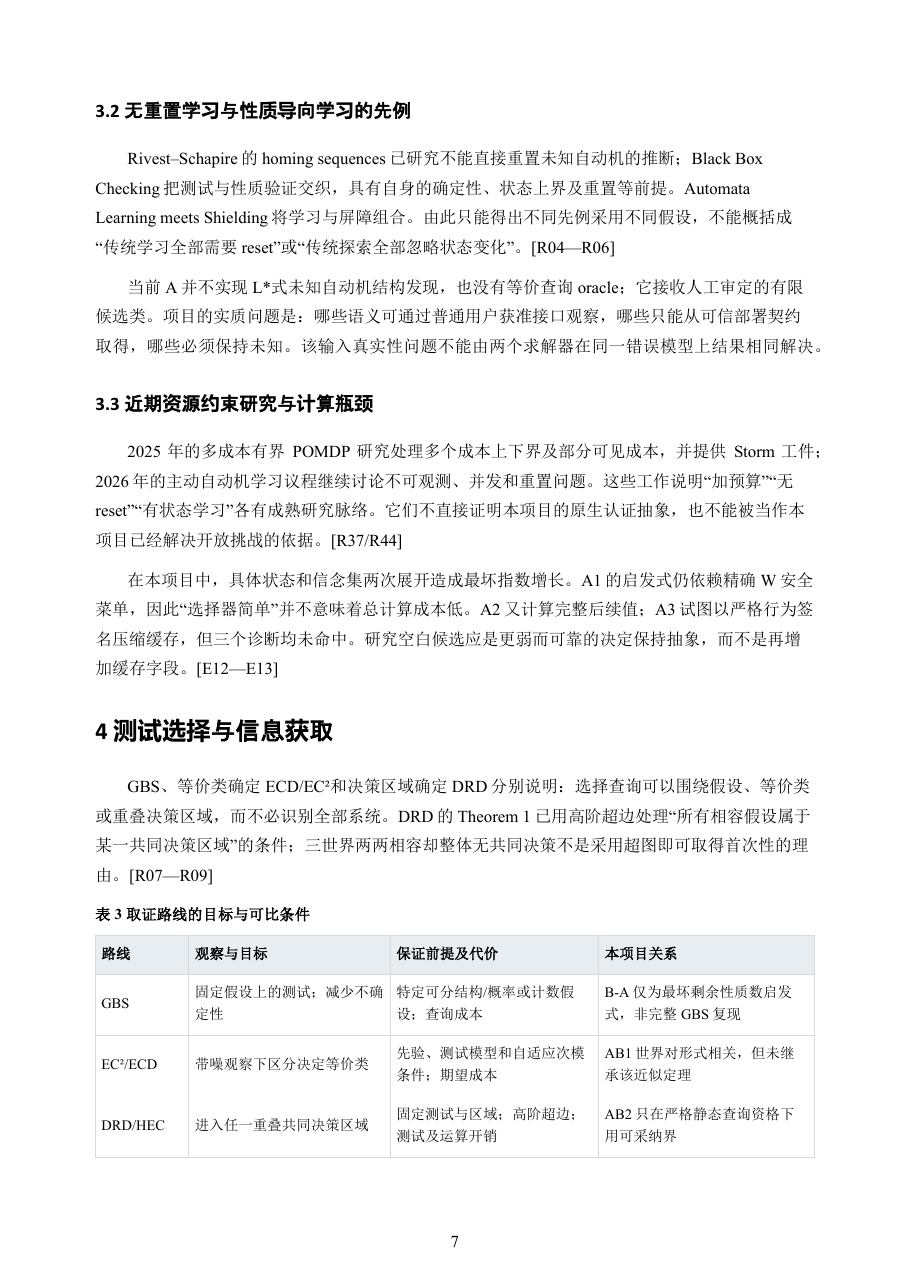 3.2 无重置学习与性质导向学习的先例
Rivest–Schapire 的 homing sequences 已研究不能直接重置未知自动机的推断；Black Box
Checking 把测试与性质验证交织，具有自身的确定性、状态上界及重置等前提。Automata
Learning meets Shielding 将学习与屏障组合。由此只能得出不同先例采用不同假设，不能概括成
“传统学习全部需要 reset”或“传统探索全部忽略状态变化”。[R04—R06]
当前 A 并不实现 L*式未知自动机结构发现，也没有等价查询 oracle；它接收人工审定的有限
候选类。项目的实质问题是：哪些语义可通过普通用户获准接口观察，哪些只能从可信部署契约
取得，哪些必须保持未知。该输入真实性问题不能由两个求解器在同一错误模型上结果相同解决。
3.3 近期资源约束研究与计算瓶颈
2025 年的多成本有界 POMDP 研究处理多个成本上下界及部分可见成本，并提供 Storm 工件；
2026 年的主动自动机学习议程继续讨论不可观测、并发和重置问题。这些工作说明“加预算”“无
reset”“有状态学习”各有成熟研究脉络。它们不直接证明本项目的原生认证抽象，也不能被当作本
项目已经解决开放挑战的依据。[R37/R44]
在本项目中，具体状态和信念集两次展开造成最坏指数增长。A1 的启发式仍依赖精确 W 安全
菜单，因此“选择器简单”并不意味着总计算成本低。A2 又计算完整后续值；A3 试图以严格行为签
名压缩缓存，但三个诊断均未命中。研究空白候选应是更弱而可靠的决定保持抽象，而不是再增
加缓存字段。[E12—E13]
4 测试选择与信息获取
GBS、等价类确定 ECD/EC²和决策区域确定 DRD 分别说明：选择查询可以围绕假设、等价类
或重叠决策区域，而不必识别全部系统。DRD 的 Theorem 1 已用高阶超边处理“所有相容假设属于
某一共同决策区域”的条件；三世界两两相容却整体无共同决策不是采用超图即可取得首次性的理
由。[R07—R09]
表 3 取证路线的目标与可比条件
路线 观察与目标 保证前提及代价 本项目关系
GBS 固定假设上的测试；减少不确 特定可分结构/概率或计数假 B-A 仅为最坏剩余性质数启发
定性 设；查询成本 式，非完整 GBS 复现
EC²/ECD 带噪观察下区分决定等价类 先验、测试模型和自适应次模 AB1 世界对形式相关，但未继
条件；期望成本 承该近似定理
DRD/HEC 进入任一重叠共同决策区域 固定测试与区域；高阶超边； AB2 只在严格静态查询资格下
测试及运算开销 用可采纳界
7